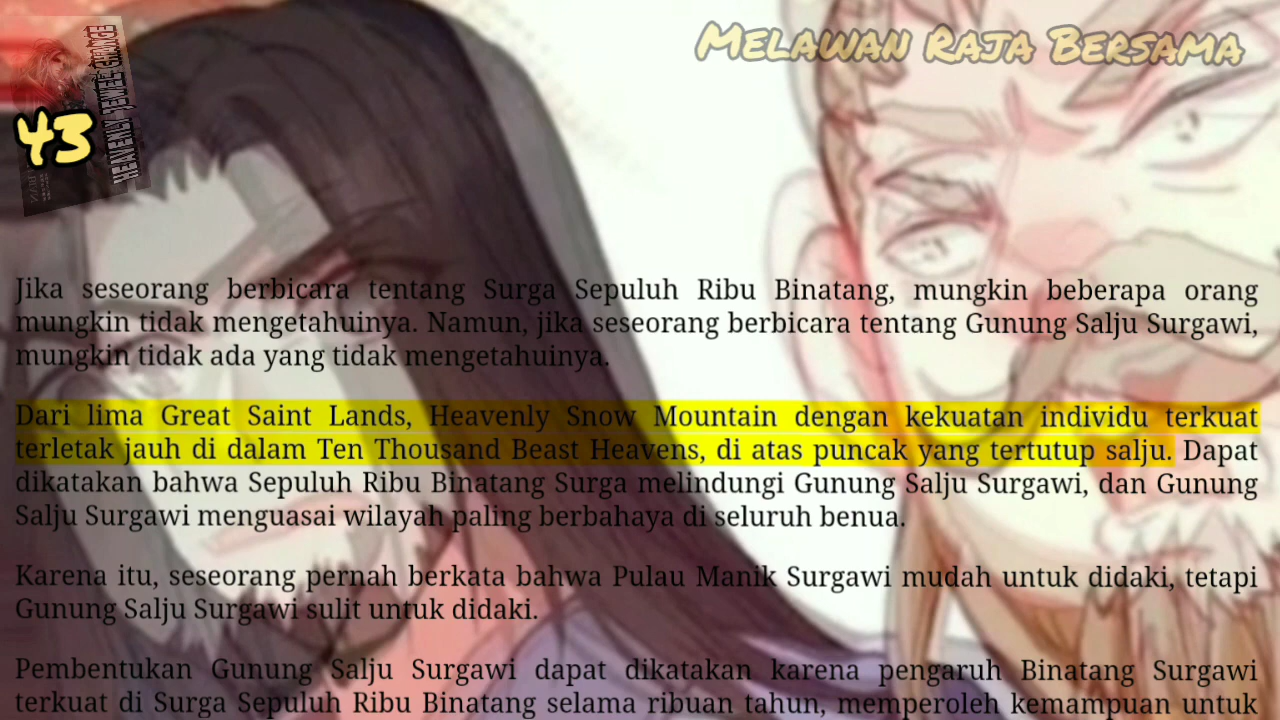 Melawan Raja Bersama
HEAVENLY JEWEL CHANGE
43
Jika seseorang berbicara tentang Surga Sepuluh Ribu Binatang, mungkin beberapa orang
mungkin tidak mengetahuinya. Namun, jika seseorang berbicara tentang Gunung Salju Surgawi,
mungkin tidak ada yang tidak mengetahuinya.
Dari lima Great Saint Lands, Heavenly Snow Mountain dengan kekuatan individu terkuat
terletak jauh di dalam Ten Thousand Beast Heavens, di atas puncak yang tertutup salju. Dapat
dikatakan bahwa Sepuluh Ribu Binatang Surga melindungi Gunung Salju Surgawi, dan Gunung
Salju Surgawi menguasai wilayah paling berbahaya di seluruh benua.
Karena itu, seseorang pernah berkata bahwa Pulau Manik Surgawi mudah untuk didaki, tetapi
Gunung Salju Surgawi sulit untuk didaki.
Pembentukan Gunung Salju Surgawi dapat dikatakan karena pengaruh Binatang Surgawi
terkuat di Surga Sepuluh Ribu Binatang selama ribuan tahun, memperoleh kemampuan untuk